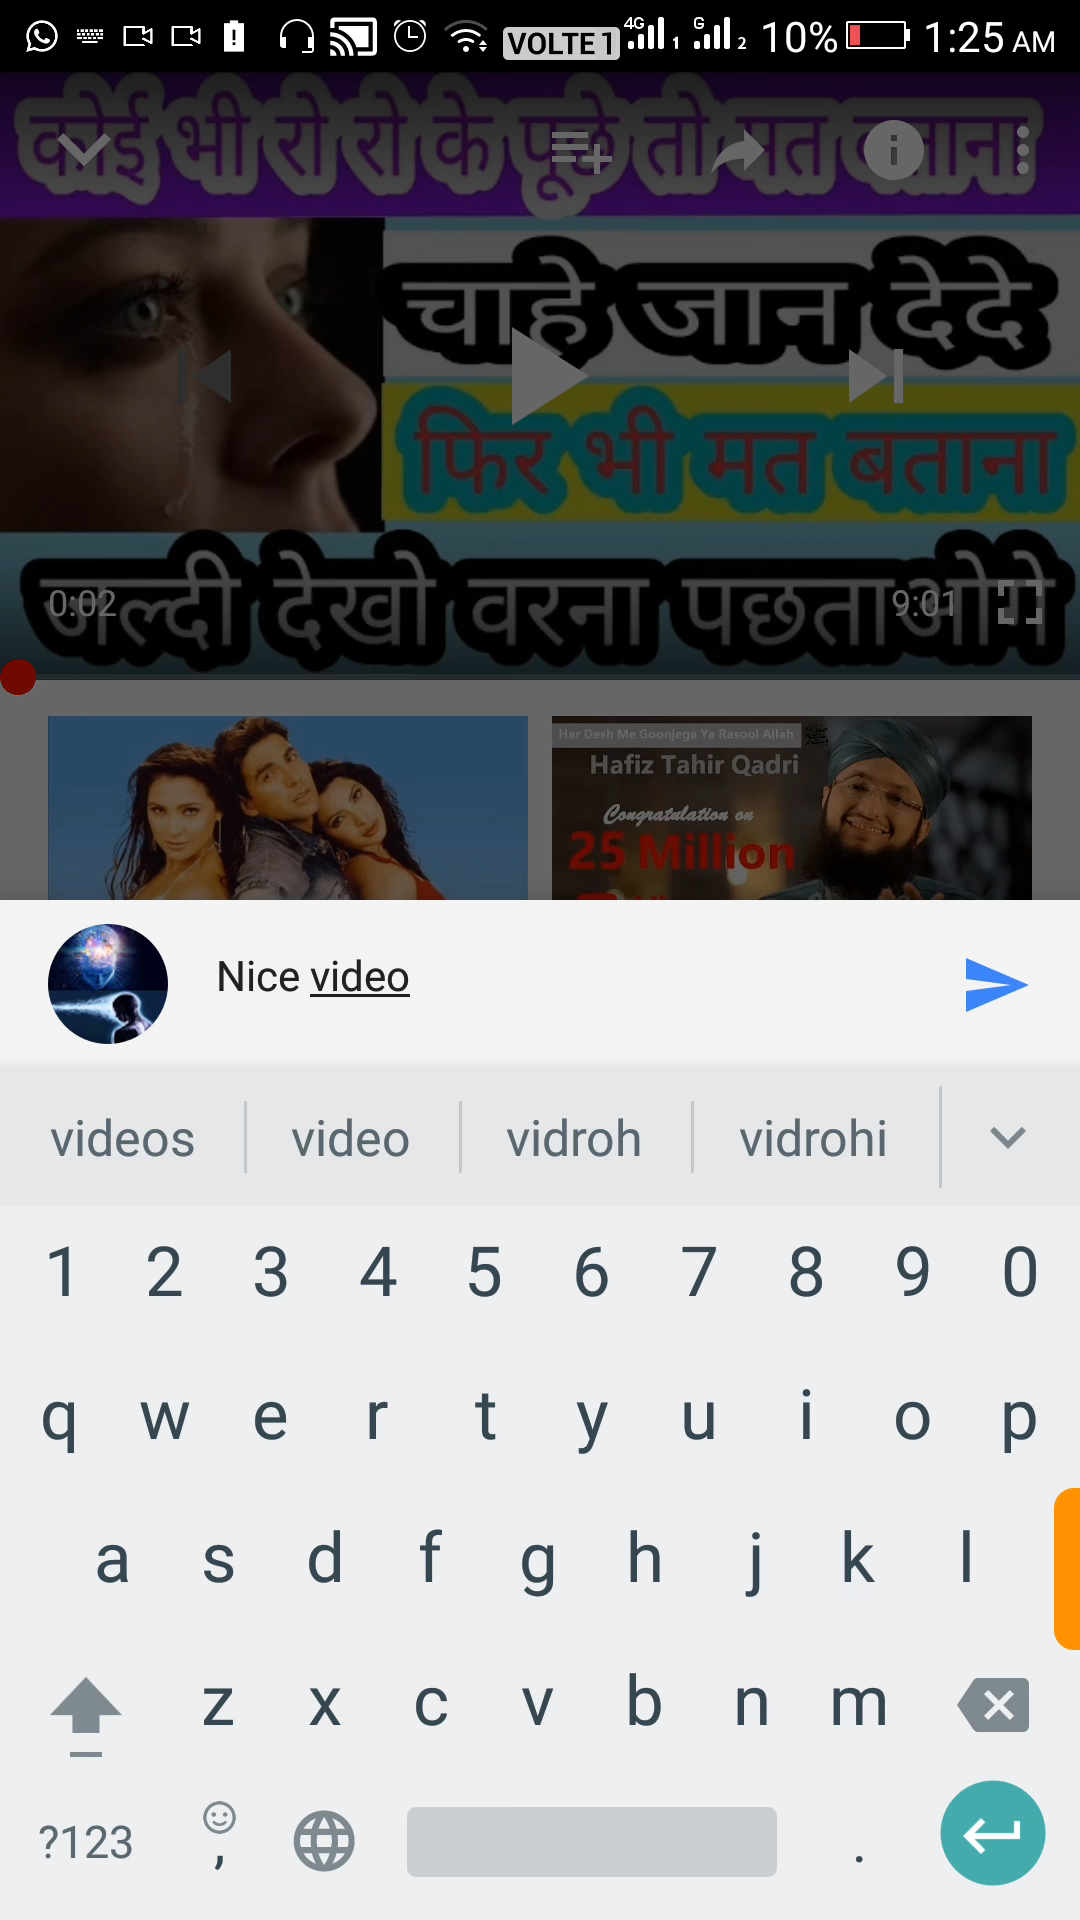 VOLTE 1 4G 1 G 2 10% 1:25 AM
कोई भी रो रो के पूछे तो मत बताना
चाहे जान देदे
फिर भी मत बताना
जल्दी देखो वरना पछताओगे
0:02 9:01
Har Desh Me Goonjega Ya Rasool Allah
Hafiz Tahir Qadri
Congratulation on
25 Million
Nice video
videos video vidroh vidrohi
1 2 3 4 5 6 7 8 9 0
q w e r t y u i o p
a s d f g h j k l
z x c v b n m
?123 , .